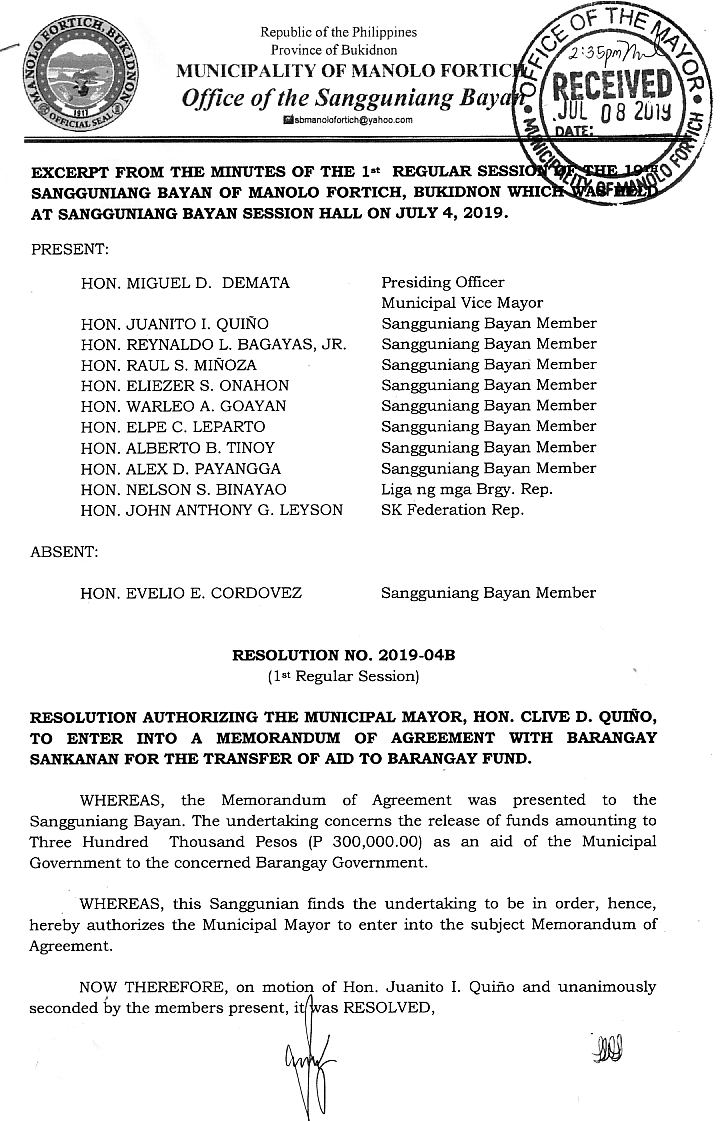 Republic of the Philippines
Province of Bukidnon
MUNICIPALITY OF MANOLO FORTICH
Office of the Sangguniang Bayan
sbmanolofortich@yahoo.com
MANOLO FORTICH, BUKIDNON
1917
OFFICIAL SEAL
OFFICE OF THE MAYOR
2:35pm
RECEIVED
JUL 08 2019
DATE:
MUNICIPALITY OF MANOLO FORTICH
EXCERPT FROM THE MINUTES OF THE 1st REGULAR SESSION OF THE 19TH
SANGGUNIANG BAYAN OF MANOLO FORTICH, BUKIDNON WHICH WAS HELD
AT SANGGUNIANG BAYAN SESSION HALL ON JULY 4, 2019.
PRESENT:
HON. MIGUEL D. DEMATA Presiding Officer
Municipal Vice Mayor
HON. JUANITO I. QUIÑO Sangguniang Bayan Member
HON. REYNALDO L. BAGAYAS, JR. Sangguniang Bayan Member
HON. RAUL S. MIÑOZA Sangguniang Bayan Member
HON. ELIEZER S. ONAHON Sangguniang Bayan Member
HON. WARLEO A. GOAYAN Sangguniang Bayan Member
HON. ELPE C. LEPARTO Sangguniang Bayan Member
HON. ALBERTO B. TINOY Sangguniang Bayan Member
HON. ALEX D. PAYANGGA Sangguniang Bayan Member
HON. NELSON S. BINAYAO Liga ng mga Brgy. Rep.
HON. JOHN ANTHONY G. LEYSON SK Federation Rep.
ABSENT:
HON. EVELIO E. CORDOVEZ Sangguniang Bayan Member
RESOLUTION NO. 2019-04B
(1st Regular Session)
RESOLUTION AUTHORIZING THE MUNICIPAL MAYOR, HON. CLIVE D. QUIÑO,
TO ENTER INTO A MEMORANDUM OF AGREEMENT WITH BARANGAY
SANKANAN FOR THE TRANSFER OF AID TO BARANGAY FUND.
WHEREAS, the Memorandum of Agreement was presented to the
Sangguniang Bayan. The undertaking concerns the release of funds amounting to
Three Hundred Thousand Pesos (P 300,000.00) as an aid of the Municipal
Government to the concerned Barangay Government.
WHEREAS, this Sanggunian finds the undertaking to be in order, hence,
hereby authorizes the Municipal Mayor to enter into the subject Memorandum of
Agreement.
NOW THEREFORE, on motion of Hon. Juanito I. Quiño and unanimously
seconded by the members present, it was RESOLVED,